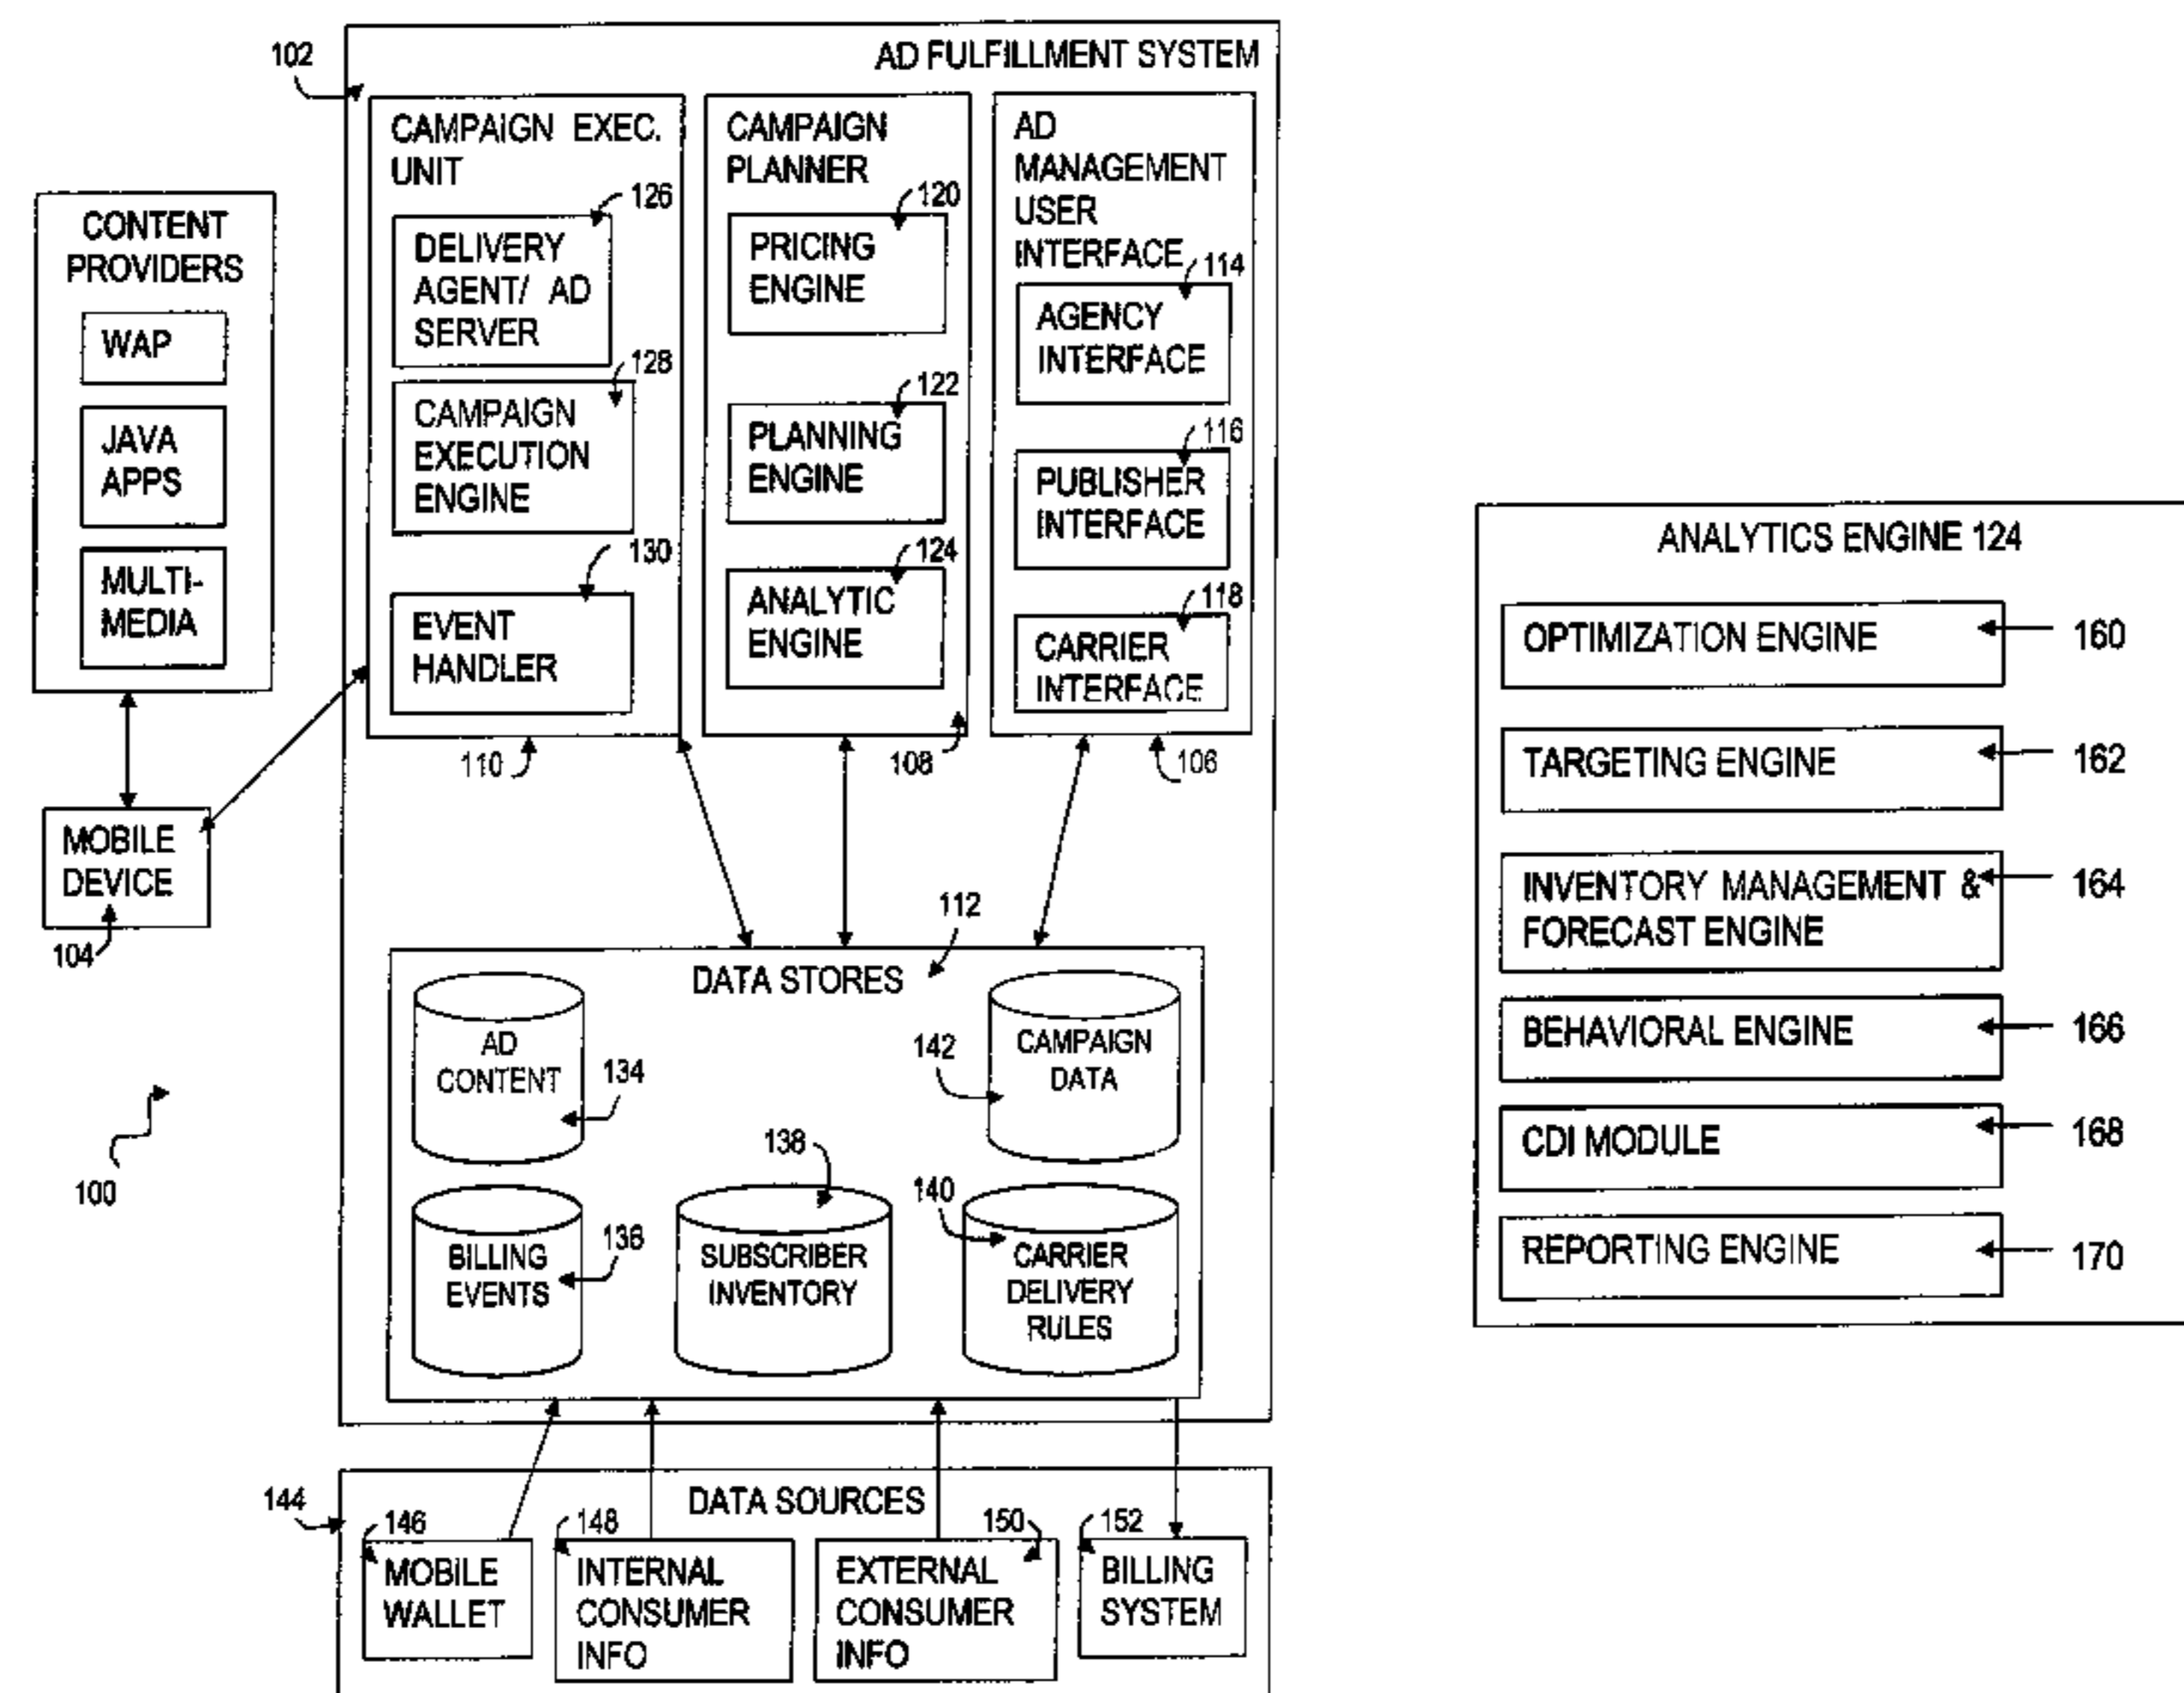 102
AD FULFILLMENT SYSTEM
CONTENT
PROVIDERS
WAP
JAVA
APPS
MULTI-
MEDIA
MOBILE
DEVICE
104
100
CAMPAIGN EXEC.
UNIT
126
DELIVERY
AGENT/ AD
SERVER
128
CAMPAIGN
EXECUTION
ENGINE
130
EVENT
HANDLER
110
CAMPAIGN
PLANNER
120
PRICING
ENGINE
122
PLANNING
ENGINE
124
ANALYTIC
ENGINE
108
AD
MANAGEMENT
USER
INTERFACE
114
AGENCY
INTERFACE
116
PUBLISHER
INTERFACE
118
CARRIER
INTERFACE
106
112
DATA STORES
AD
CONTENT
134
142
CAMPAIGN
DATA
BILLING
EVENTS
136
138
SUBSCRIBER
INVENTORY
140
CARRIER
DELIVERY
RULES
144
DATA SOURCES
146
MOBILE
WALLET
148
INTERNAL
CONSUMER
INFO
150
EXTERNAL
CONSUMER
INFO
152
BILLING
SYSTEM
ANALYTICS ENGINE 124
OPTIMIZATION ENGINE
160
TARGETING ENGINE
162
INVENTORY MANAGEMENT &
FORECAST ENGINE
164
BEHAVIORAL ENGINE
166
CDI MODULE
168
REPORTING ENGINE
170